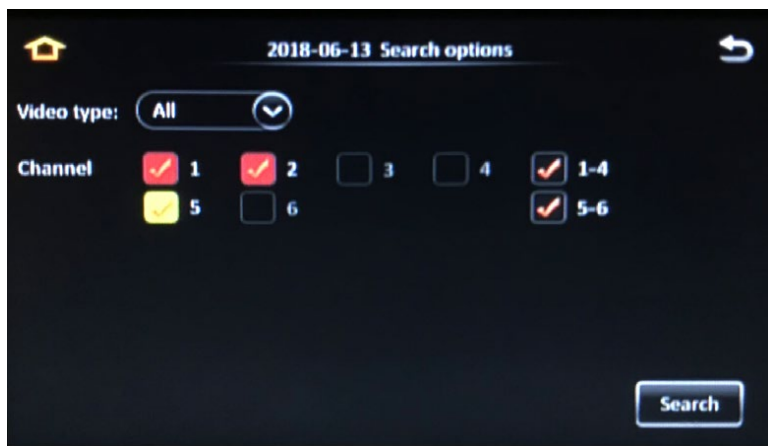 2018-06-13 Search options
Video type: All
Channel 1 2 3 4 1-4
5 6 5-6
Search